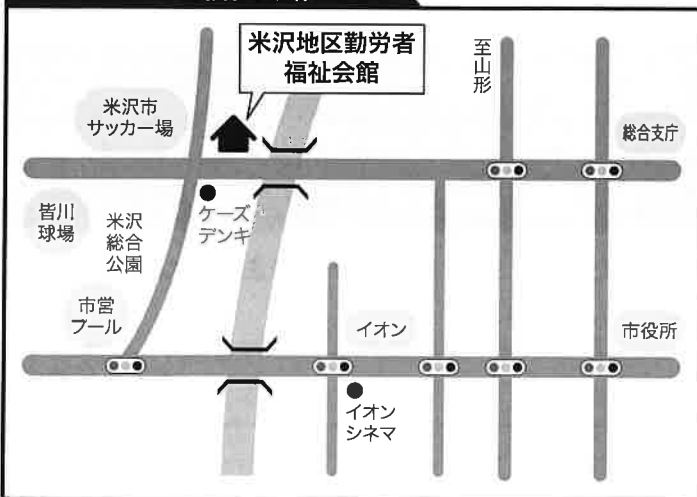 米沢地区勤労者
福祉会館
至山形
米沢市
サッカー場
総合支庁
皆川
球場
米沢
総合
公園
ケーズ
デンキ
市営
プール
イオン
市役所
イオン
シネマ